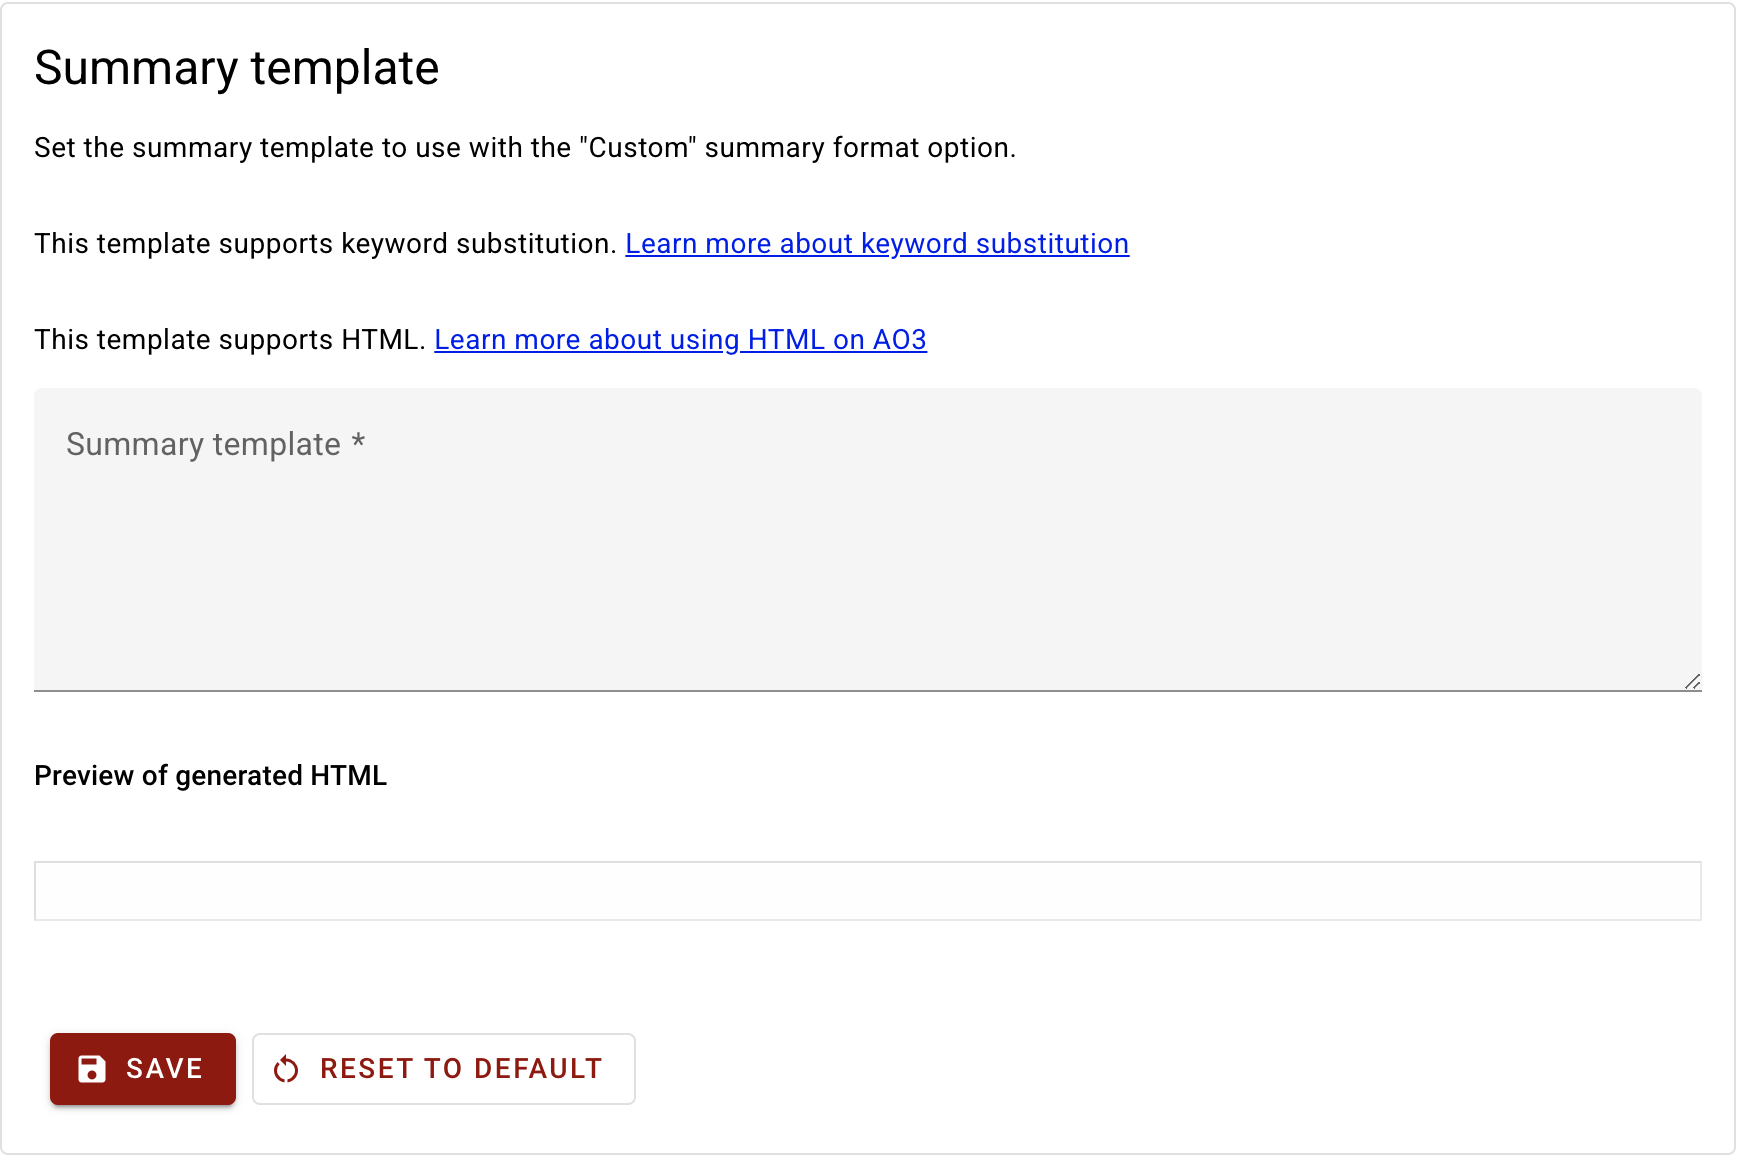 Summary template
Set the summary template to use with the "Custom" summary format option.
This template supports keyword substitution. Learn more about keyword substitution
This template supports HTML. Learn more about using HTML on AO3
Summary template *
Preview of generated HTML
SAVE
RESET TO DEFAULT